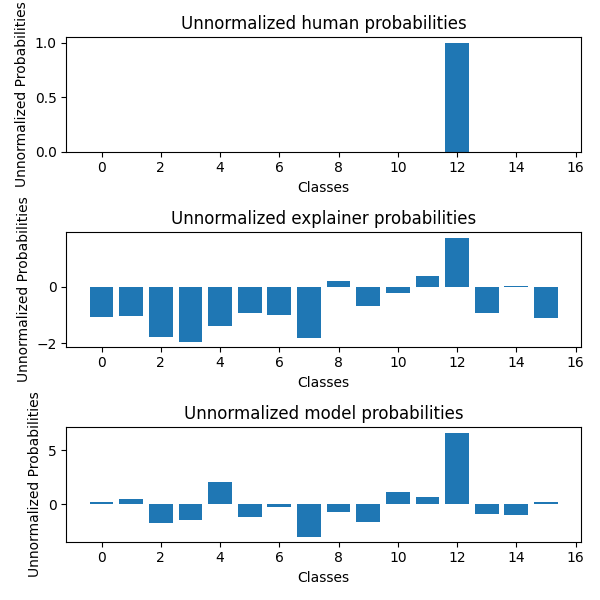 Unnormalized human probabilities
Unnormalized Probabilities
1.0
0.5
0.0
0 2 4 6 8 10 12 14 16
Classes
Unnormalized explainer probabilities
Unnormalized Probabilities
0
−2
0 2 4 6 8 10 12 14 16
Classes
Unnormalized model probabilities
Unnormalized Probabilities
5
0
0 2 4 6 8 10 12 14 16
Classes